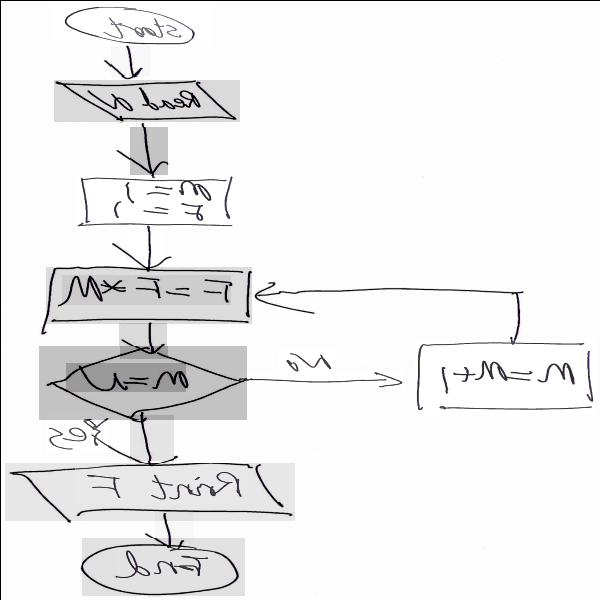 start
Read N
M = 1,
F = 1,
F = F * M
M = N
No
M = M + 1
Yes
Print F
End